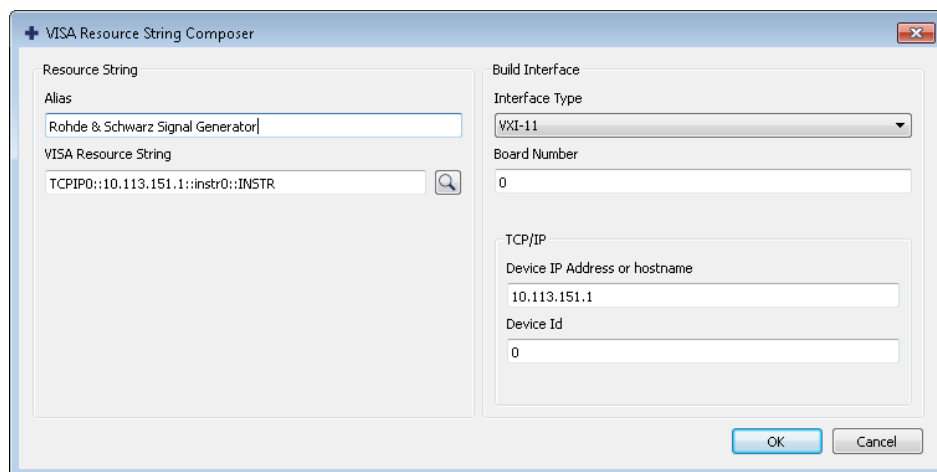 VISA Resource String Composer
Resource String
Alias
Rohde & Schwarz Signal Generator
VISA Resource String
TCPIP0::10.113.151.1::instr0::INSTR
Build Interface
Interface Type
VXI-11
Board Number
0
TCP/IP
Device IP Address or hostname
10.113.151.1
Device Id
0
OK
Cancel